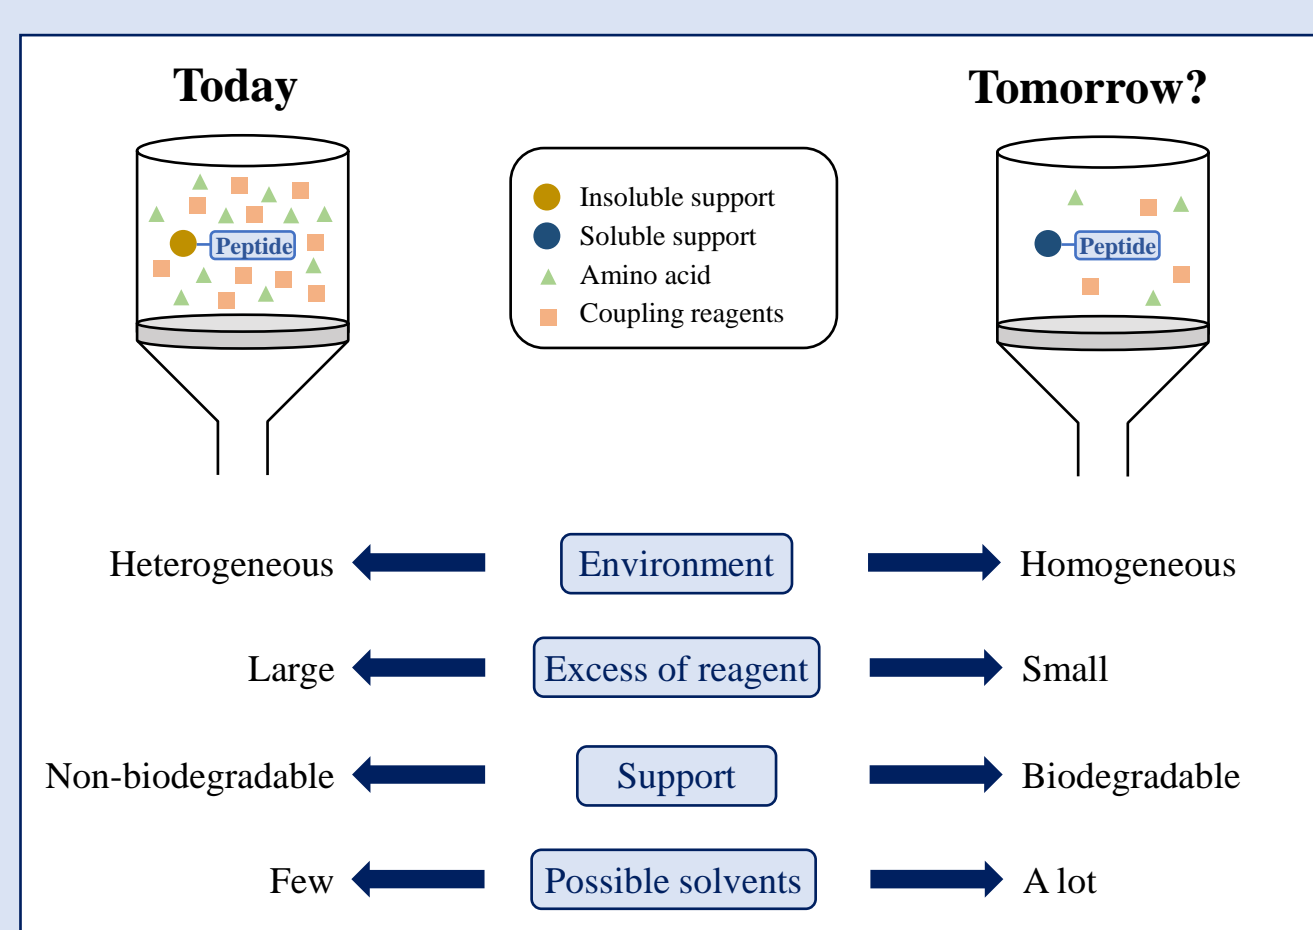 Today
Tomorrow?
Insoluble support
Soluble support
Amino acid
Coupling reagents
Peptide
Peptide
Heterogeneous Environment Homogeneous
Large Excess of reagent Small
Non-biodegradable Support Biodegradable
Few Possible solvents A lot